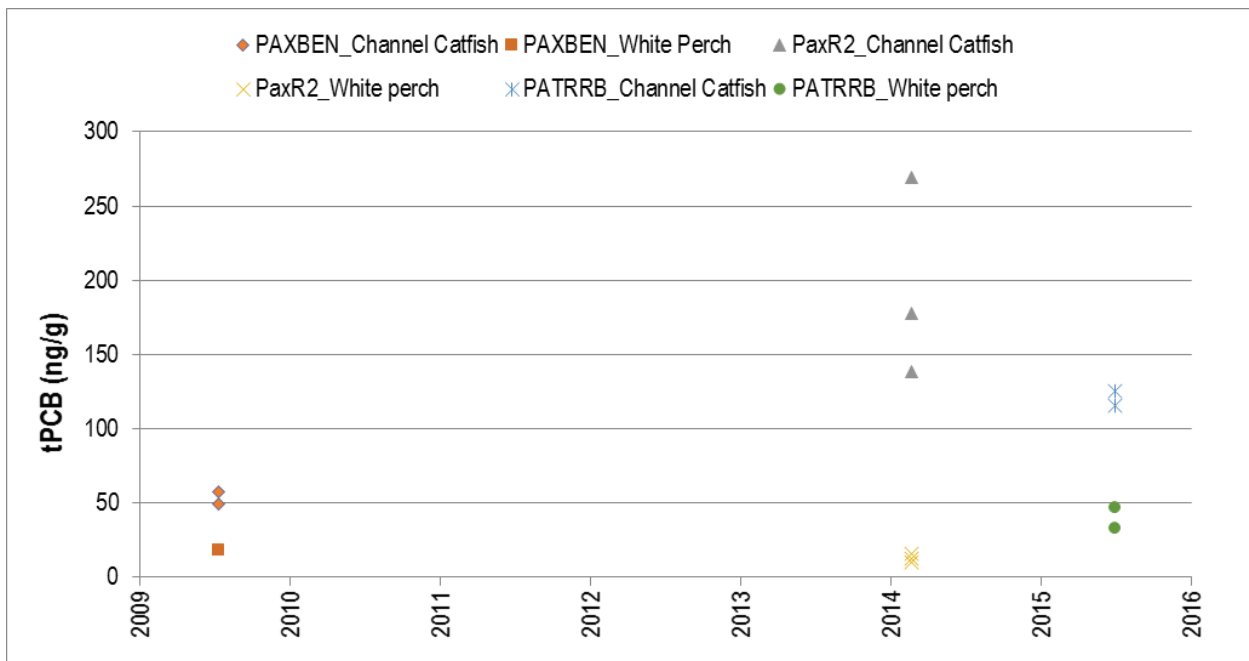 PAXBEN_Channel Catfish PAXBEN_White Perch PaxR2_Channel Catfish
PaxR2_White perch PATRRB_Channel Catfish PATRRB_White perch
300
250
200
150
100
50
0
tPCB (ng/g)
2009 2010 2011 2012 2013 2014 2015 2016